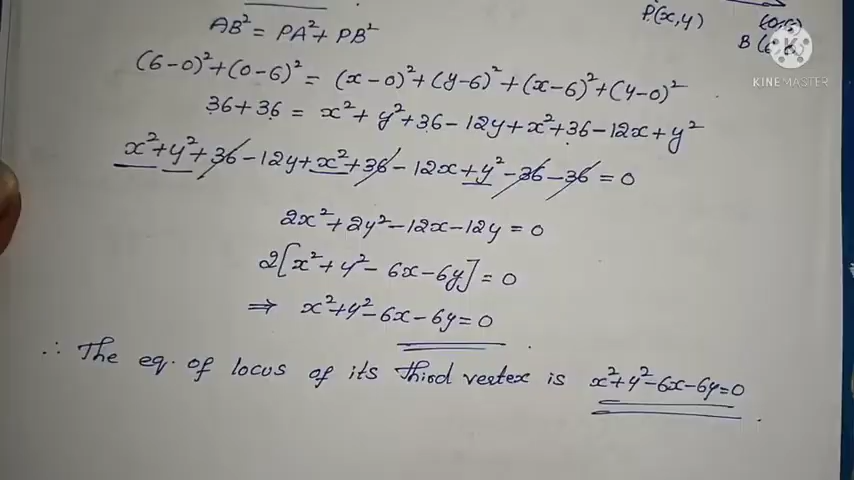 P(x,y)
AB² = PA² + PB²
B
KINEMASTER
(6-0)²+(0-6)² = (x-0)²+(y-6)²+(x-6)²+(y-0)²
36+36 = x²+y²+36-12y+x²+36-12x+y²
x²+y²+36-12y+x²+36-12x+y²-36-36=0
2x²+2y²-12x-12y=0
2[x²+y²-6x-6y]=0
⇒ x²+y²-6x-6y=0
∴ The eq. of locus of its third vertex is x²+y²-6x-6y=0